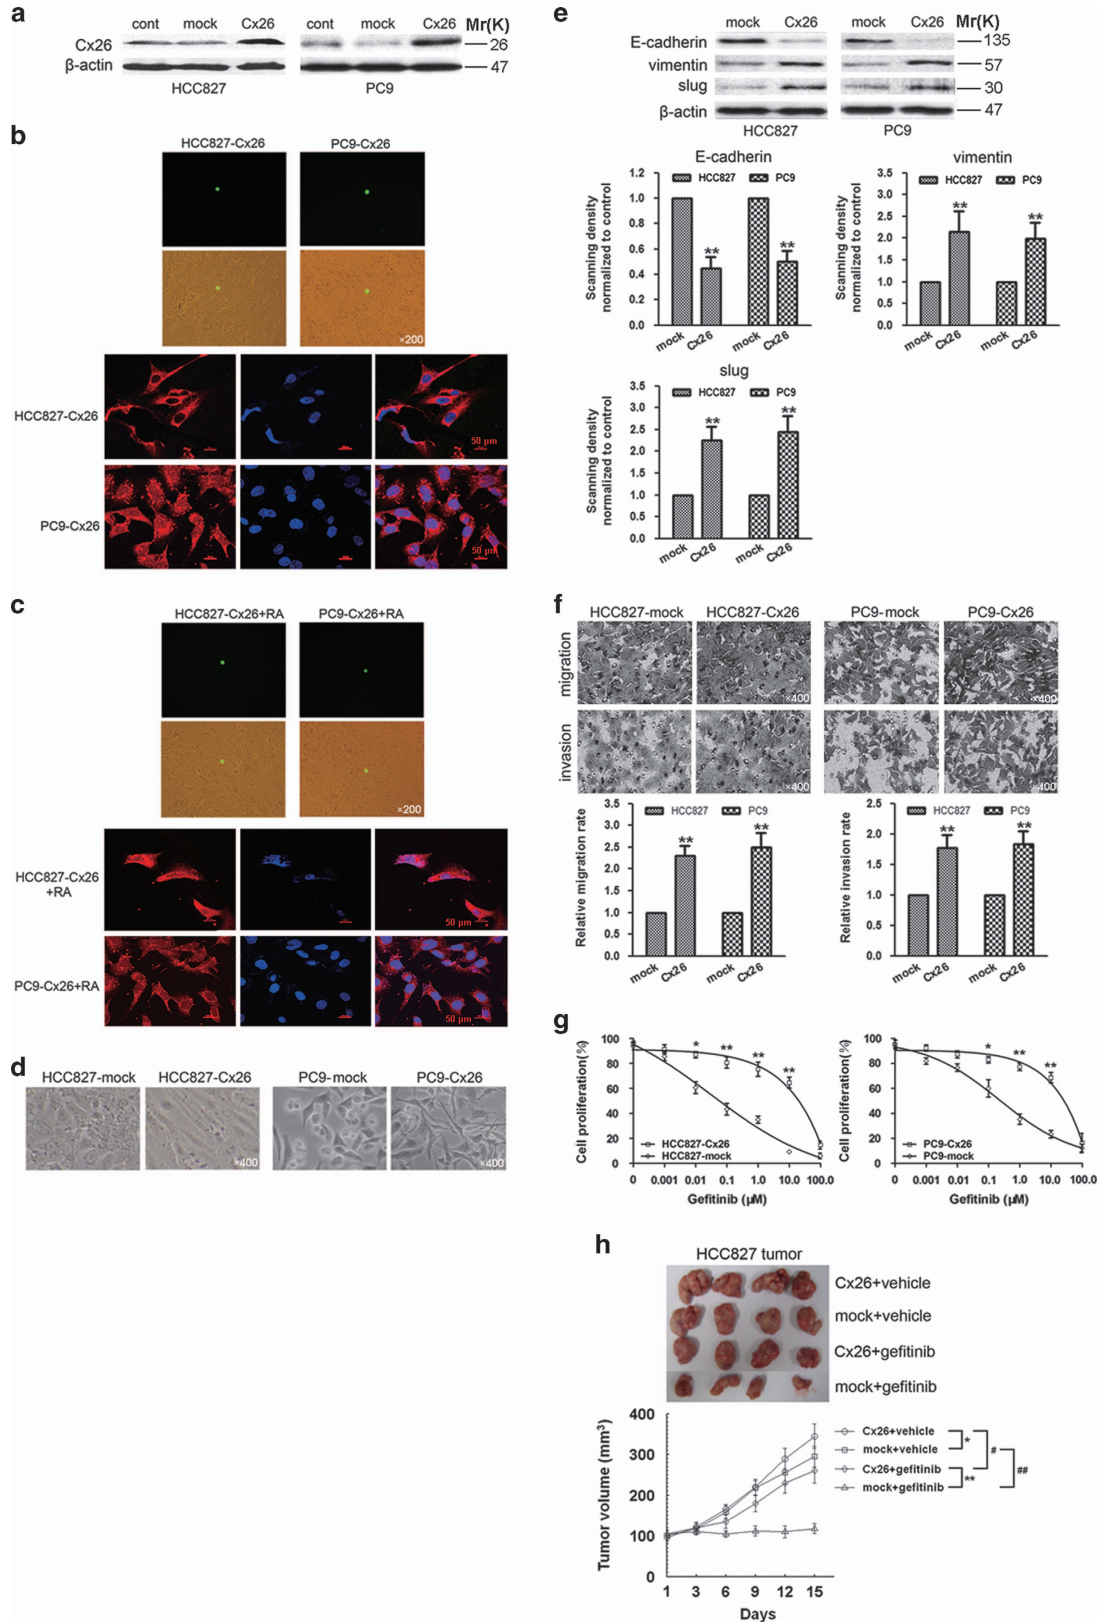 a
cont mock Cx26 cont mock Cx26 Mr(K)
Cx26 26
β-actin 47
HCC827 PC9
b
HCC827-Cx26 PC9-Cx26
×200
HCC827-Cx26
50 µm
PC9-Cx26
50 µm
c
HCC827-Cx26+RA PC9-Cx26+RA
×200
HCC827-Cx26
+RA
50 µm
PC9-Cx26+RA
50 µm
d
HCC827-mock HCC827-Cx26 PC9-mock PC9-Cx26
×400 ×400
e
mock Cx26 mock Cx26 Mr(K)
E-cadherin 135
vimentin 57
slug 30
β-actin 47
HCC827 PC9
E-cadherin
HCC827 PC9
Scanning density
normalized to control
1.2
1.0
0.8
0.6
0.4
0.2
0.0
** **
mock Cx26 mock Cx26
vimentin
HCC827 PC9
Scanning density
normalized to control
3.5
3.0
2.5
2.0
1.5
1.0
0.5
0.0
** **
mock Cx26 mock Cx26
slug
HCC827 PC9
Scanning density
normalized to control
3.5
3.0
2.5
2.0
1.5
1.0
0.5
0.0
** **
mock Cx26 mock Cx26
f
HCC827-mock HCC827-Cx26 PC9-mock PC9-Cx26
migration
×400 ×400
invasion
×400 ×400
HCC827 PC9
Relative migration rate
3.5
3.0
2.5
2.0
1.5
1.0
0.5
0.0
** **
mock Cx26 mock Cx26
HCC827 PC9
Relative invasion rate
2.5
2.0
1.5
1.0
0.5
0.0
** **
mock Cx26 mock Cx26
g
Cell proliferation(%)
100
80
60
40
20
0
* ** ** **
HCC827-Cx26
HCC827-mock
0 0.001 0.01 0.1 1.0 10.0 100.0
Gefitinib (µM)
Cell proliferation(%)
100
80
60
40
20
0
* ** **
PC9-Cx26
PC9-mock
0 0.001 0.01 0.1 1.0 10.0 100.0
Gefitinib (µM)
h
HCC827 tumor
Cx26+vehicle
mock+vehicle
Cx26+gefitinib
mock+gefitinib
Tumor volume (mm³)
400
300
200
100
0
Cx26+vehicle
mock+vehicle
Cx26+gefitinib
mock+gefitinib
* # ** ##
1 3 6 9 12 15
Days